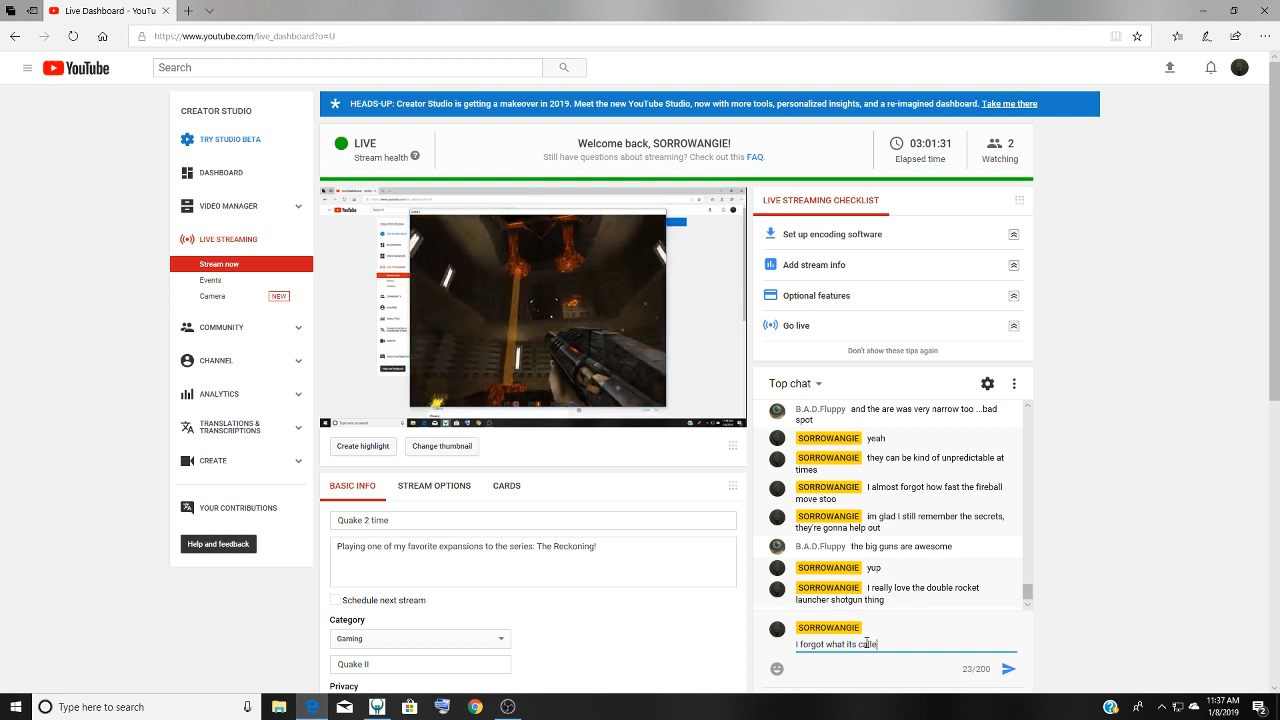 Live Dashboard - YouTu
https://www.youtube.com/live_dashboard?o=U
YouTube
Search
HEADS-UP: Creator Studio is getting a makeover in 2019. Meet the new YouTube Studio, now with more tools, personalized insights, and a re-imagined dashboard. Take me there
CREATOR STUDIO
TRY STUDIO BETA
DASHBOARD
VIDEO MANAGER
LIVE STREAMING
Stream now
Events
Camera
NEW
COMMUNITY
CHANNEL
ANALYTICS
TRANSLATIONS &
TRANSCRIPTIONS
CREATE
YOUR CONTRIBUTIONS
Help and feedback
LIVE
Stream health
Welcome back, SORROWANGIE!
Still have questions about streaming? Check out this FAQ.
03:01:31
Elapsed time
2
Watching
Create highlight
Change thumbnail
BASIC INFO
STREAM OPTIONS
CARDS
Quake 2 time
Playing one of my favorite expansions to the series: The Reckoning!
Schedule next stream
Category
Gaming
Quake II
Privacy
LIVE STREAMING CHECKLIST
Set up encoding software
Add stream info
Optional features
Go live
Don't show these tips again
Top chat
B.A.D.Fluppy and the are was very narrow too ...bad
spot
SORROWANGIE yeah
SORROWANGIE they can be kind of unpredictable at
times
SORROWANGIE I almost forgot how fast the fireball
move stoo
SORROWANGIE im glad I still remember the secrets,
they're gonna help out
B.A.D.Fluppy the big guns are awesome
SORROWANGIE yup
SORROWANGIE I really love the double rocket
launcher shotgun thing
SORROWANGIE
I forgot what its calle
23/200
Type here to search
11:37 AM
1/8/2019